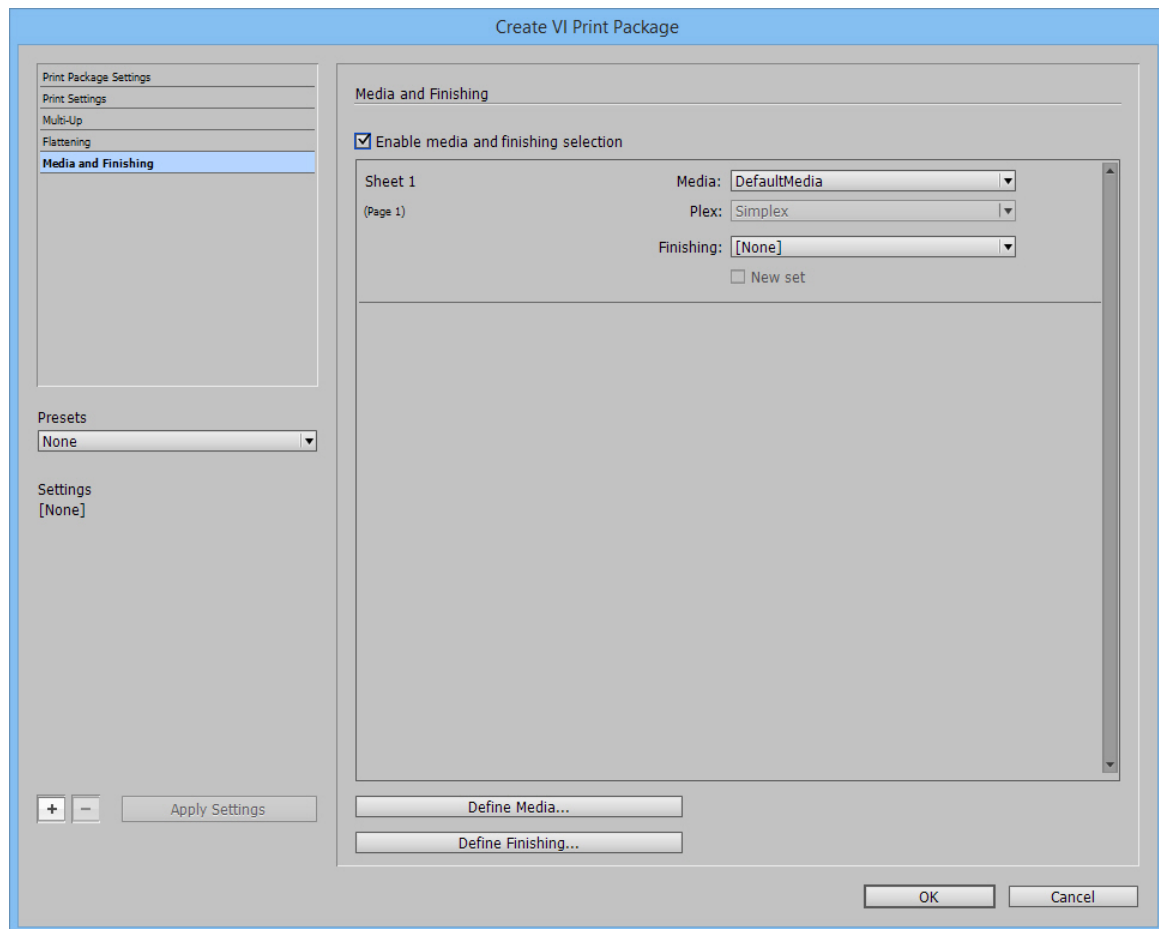 Create VI Print Package
Print Package Settings
Print Settings
Multi-Up
Flattening
Media and Finishing
Presets
None
Settings
[None]
+ − Apply Settings
Media and Finishing
Enable media and finishing selection
Sheet 1 Media: DefaultMedia
(Page 1) Plex: Simplex
Finishing: [None]
New set
Define Media...
Define Finishing...
OK Cancel